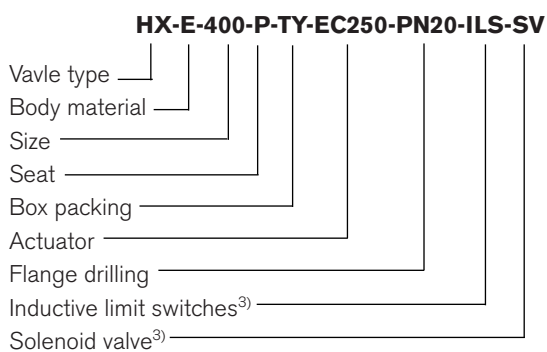 HX-E-400-P-TY-EC250-PN20-ILS-SV
Vavle type
Body material
Size
Seat
Box packing
Actuator
Flange drilling
Inductive limit switches³⁾
Solenoid valve³⁾